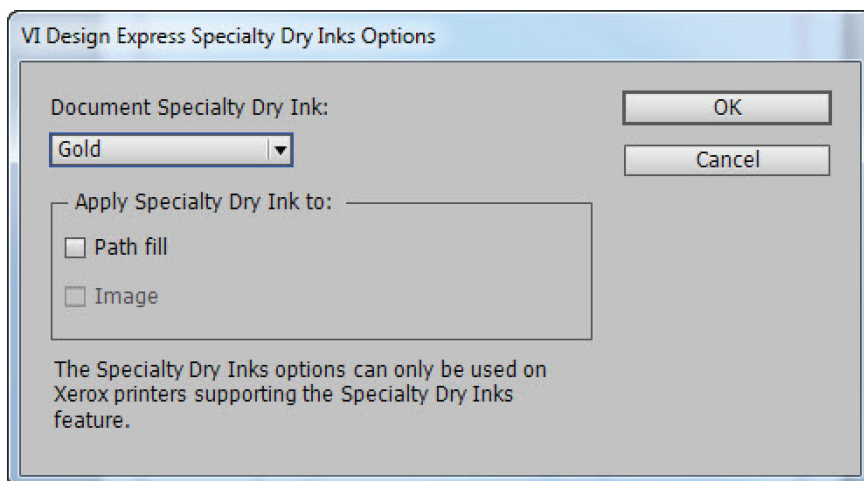 VI Design Express Specialty Dry Inks Options
Document Specialty Dry Ink:
OK
Gold
Cancel
Apply Specialty Dry Ink to:
Path fill
Image
The Specialty Dry Inks options can only be used on
Xerox printers supporting the Specialty Dry Inks
feature.